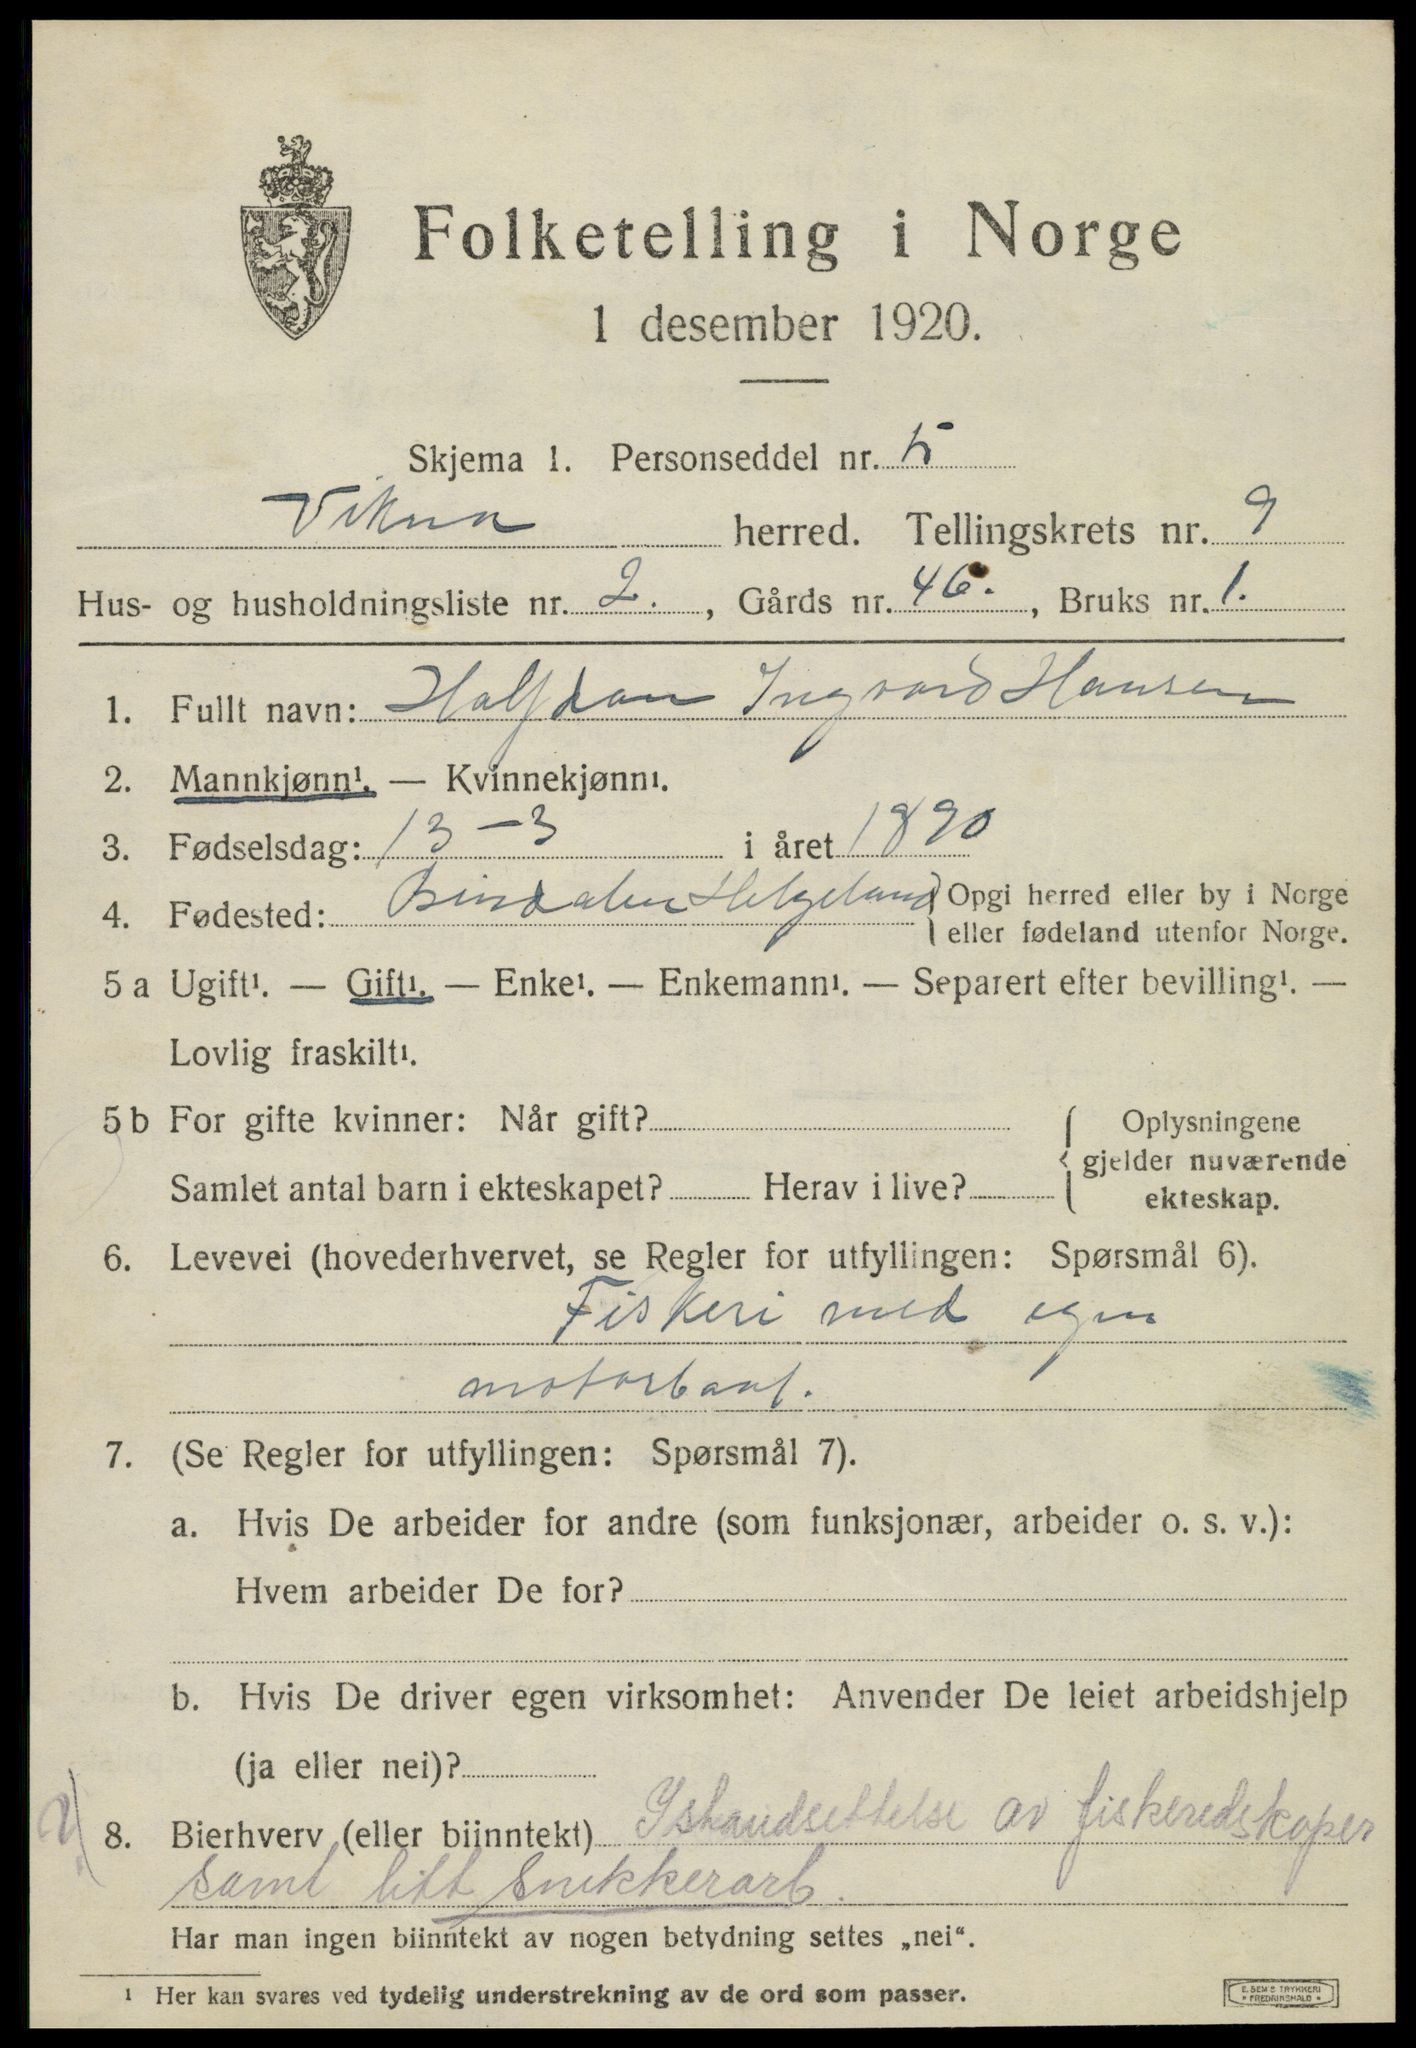 Folketelling i Norge
1 desember 1920.
Skjema 1. Personseddel nr. 5
Vikna herred. Tellingskrets nr. 9
Hus- og husholdningsliste nr. 2. , Gårds nr. 46. , Bruks nr. 1.
1. Fullt navn: Halfdan Ingvard Hansen
2. Mannkjønn¹. — Kvinnekjønn¹.
3. Fødselsdag: 13-3 i året 1890
4. Fødested: Bindalen Helgeland Opgi herred eller by i Norge
eller fødeland utenfor Norge.
5a Ugift¹. — Gift¹. — Enke¹. — Enkemann¹. — Separert efter bevilling¹. —
Lovlig fraskilt¹.
5b For gifte kvinner: Når gift? Oplysningene
gjelder nuværende
Samlet antal barn i ekteskapet? Herav i live? ekteskap.
6. Levevei (hovederhvervet, se Regler for utfyllingen: Spørsmål 6).
Fiskeri med egen
motorbaat.
7. (Se Regler for utfyllingen: Spørsmål 7).
a. Hvis De arbeider for andre (som funksjonær, arbeider o. s. v.):
Hvem arbeider De for?
b. Hvis De driver egen virksomhet: Anvender De leiet arbeidshjelp
(ja eller nei)?
8. Bierhverv (eller biinntekt) Istandsettelse av fiskeredskaper
samt litt snekkerarb.
Har man ingen biinntekt av nogen betydning settes „nei“.
¹ Her kan svares ved tydelig understrekning av de ord som passer.
E. SEM'S TRYKKERI
* FREDRIKSHALD *